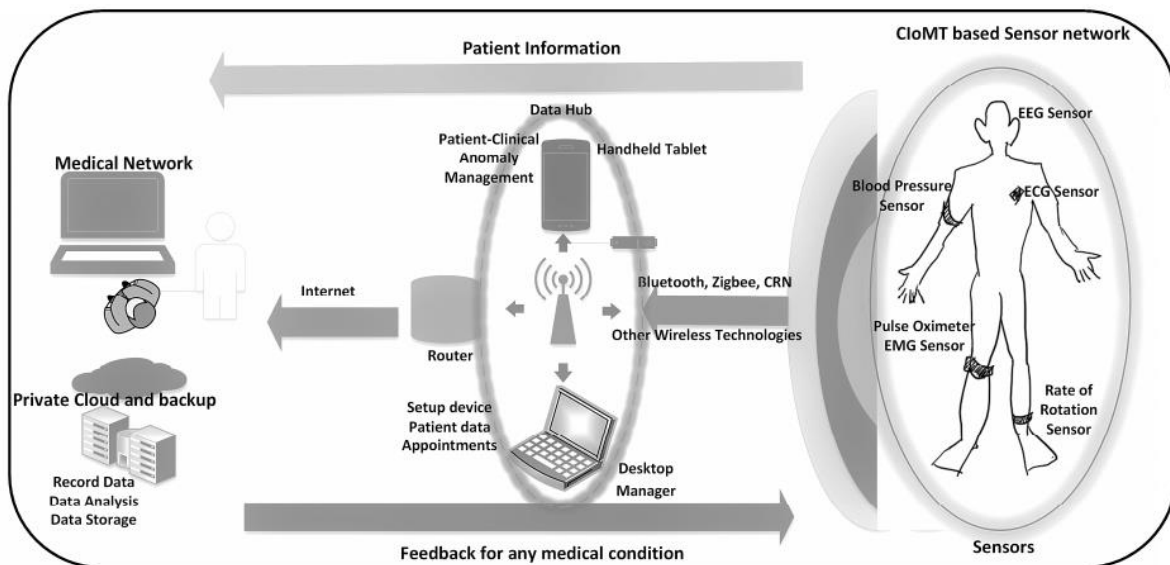 CIoMT based Sensor network
Patient Information
Data Hub
Patient-Clinical
Anomaly
Management
Handheld Tablet
EEG Sensor
Medical Network
Blood Pressure
Sensor
ECG Sensor
Internet
Bluetooth, Zigbee, CRN
Other Wireless Technologies
Router
Pulse Oximeter
EMG Sensor
Private Cloud and backup
Setup device
Patient data
Appointments
Rate of
Rotation
Sensor
Desktop
Manager
Record Data
Data Analysis
Data Storage
Feedback for any medical condition
Sensors